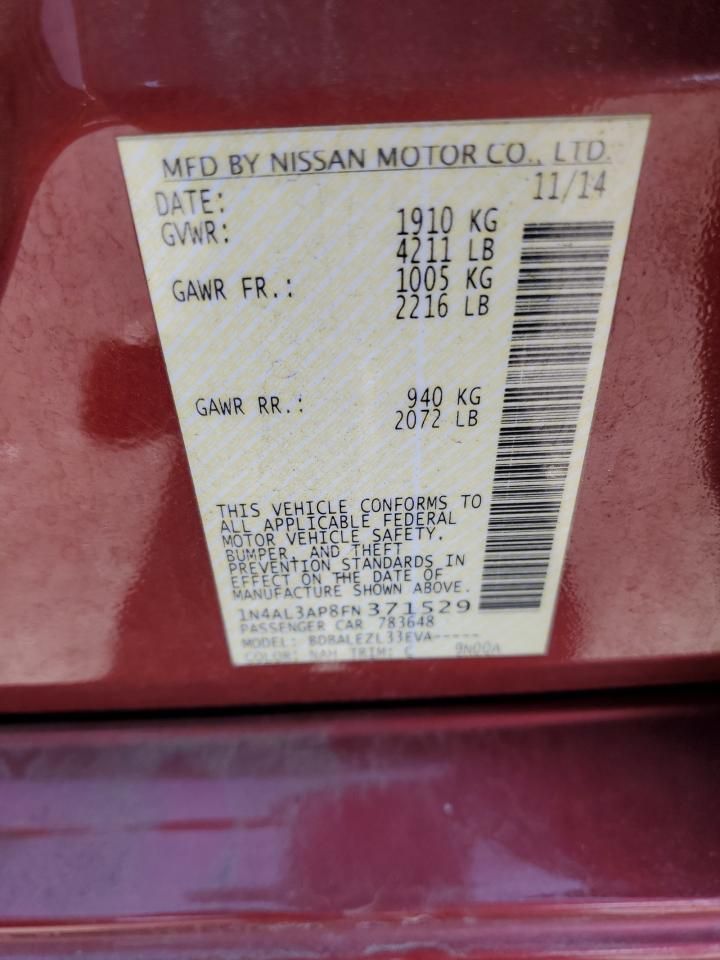 MFD BY NISSAN MOTOR CO., LTD.
DATE: 11/14
GVWR: 1910 KG
4211 LB
GAWR FR.: 1005 KG
2216 LB
GAWR RR.: 940 KG
2072 LB
THIS VEHICLE CONFORMS TO
ALL APPLICABLE FEDERAL
MOTOR VEHICLE SAFETY,
BUMPER, AND THEFT
PREVENTION STANDARDS IN
EFFECT ON THE DATE OF
MANUFACTURE SHOWN ABOVE.
1N4AL3AP8FN371529
PASSENGER CAR 783648
MODEL: BDBALEZL33EVA-----
COLOR: NAH TRIM: C 9N00A